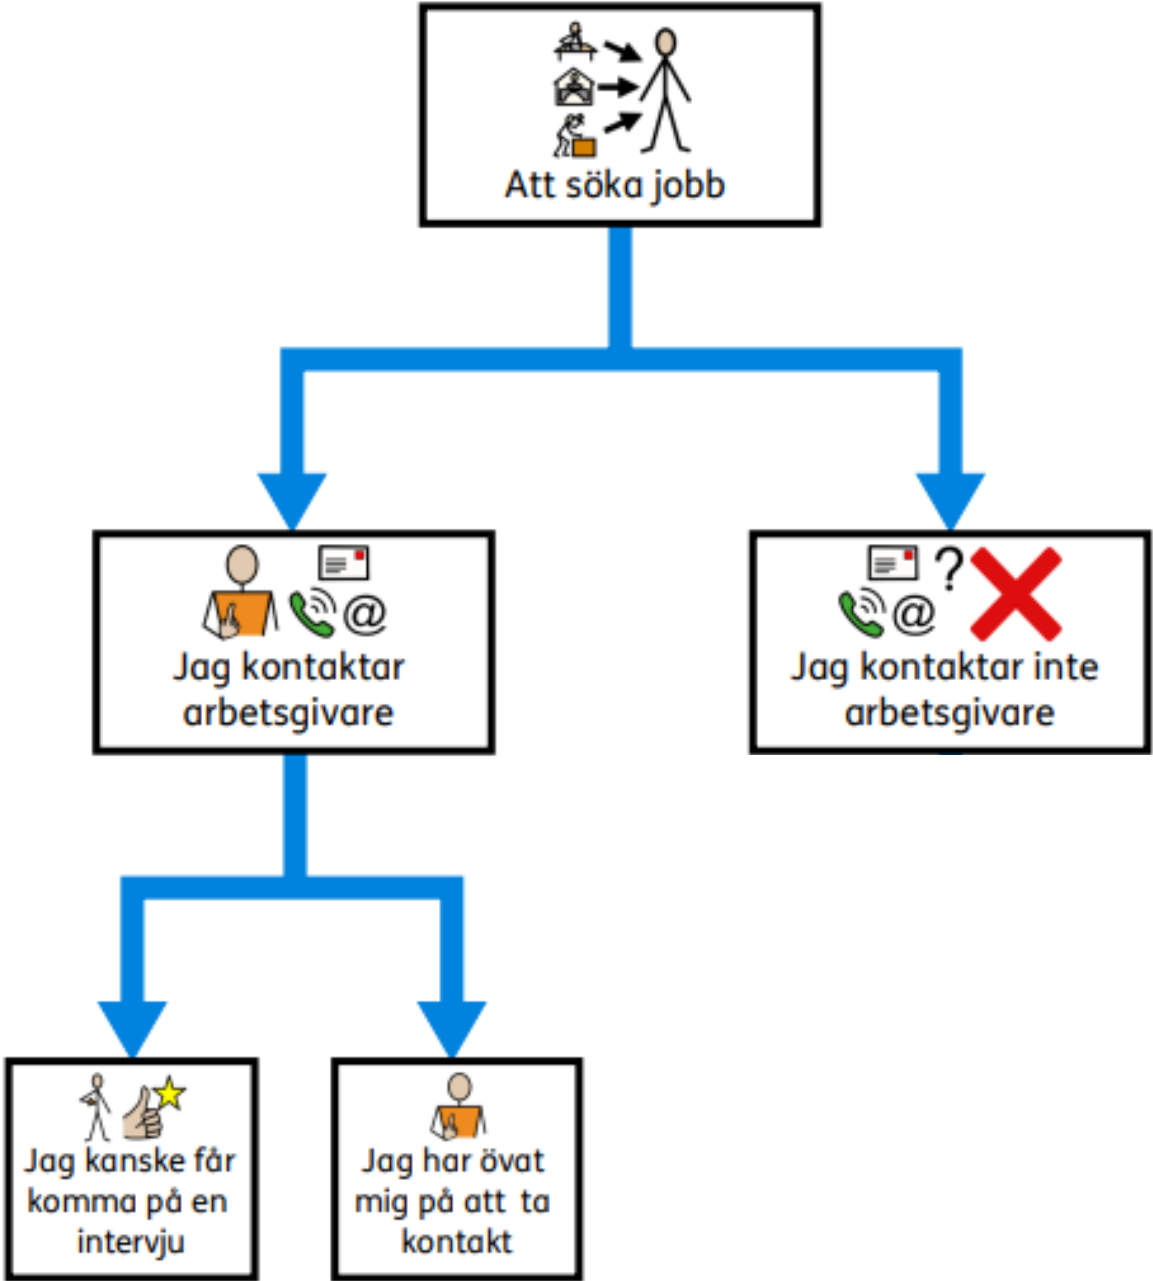 Att söka jobb
@
Jag kontaktar
arbetsgivare
?
@
Jag kontaktar inte
arbetsgivare
Jag kanske får
komma på en
intervju
Jag har övat
mig på att ta
kontakt